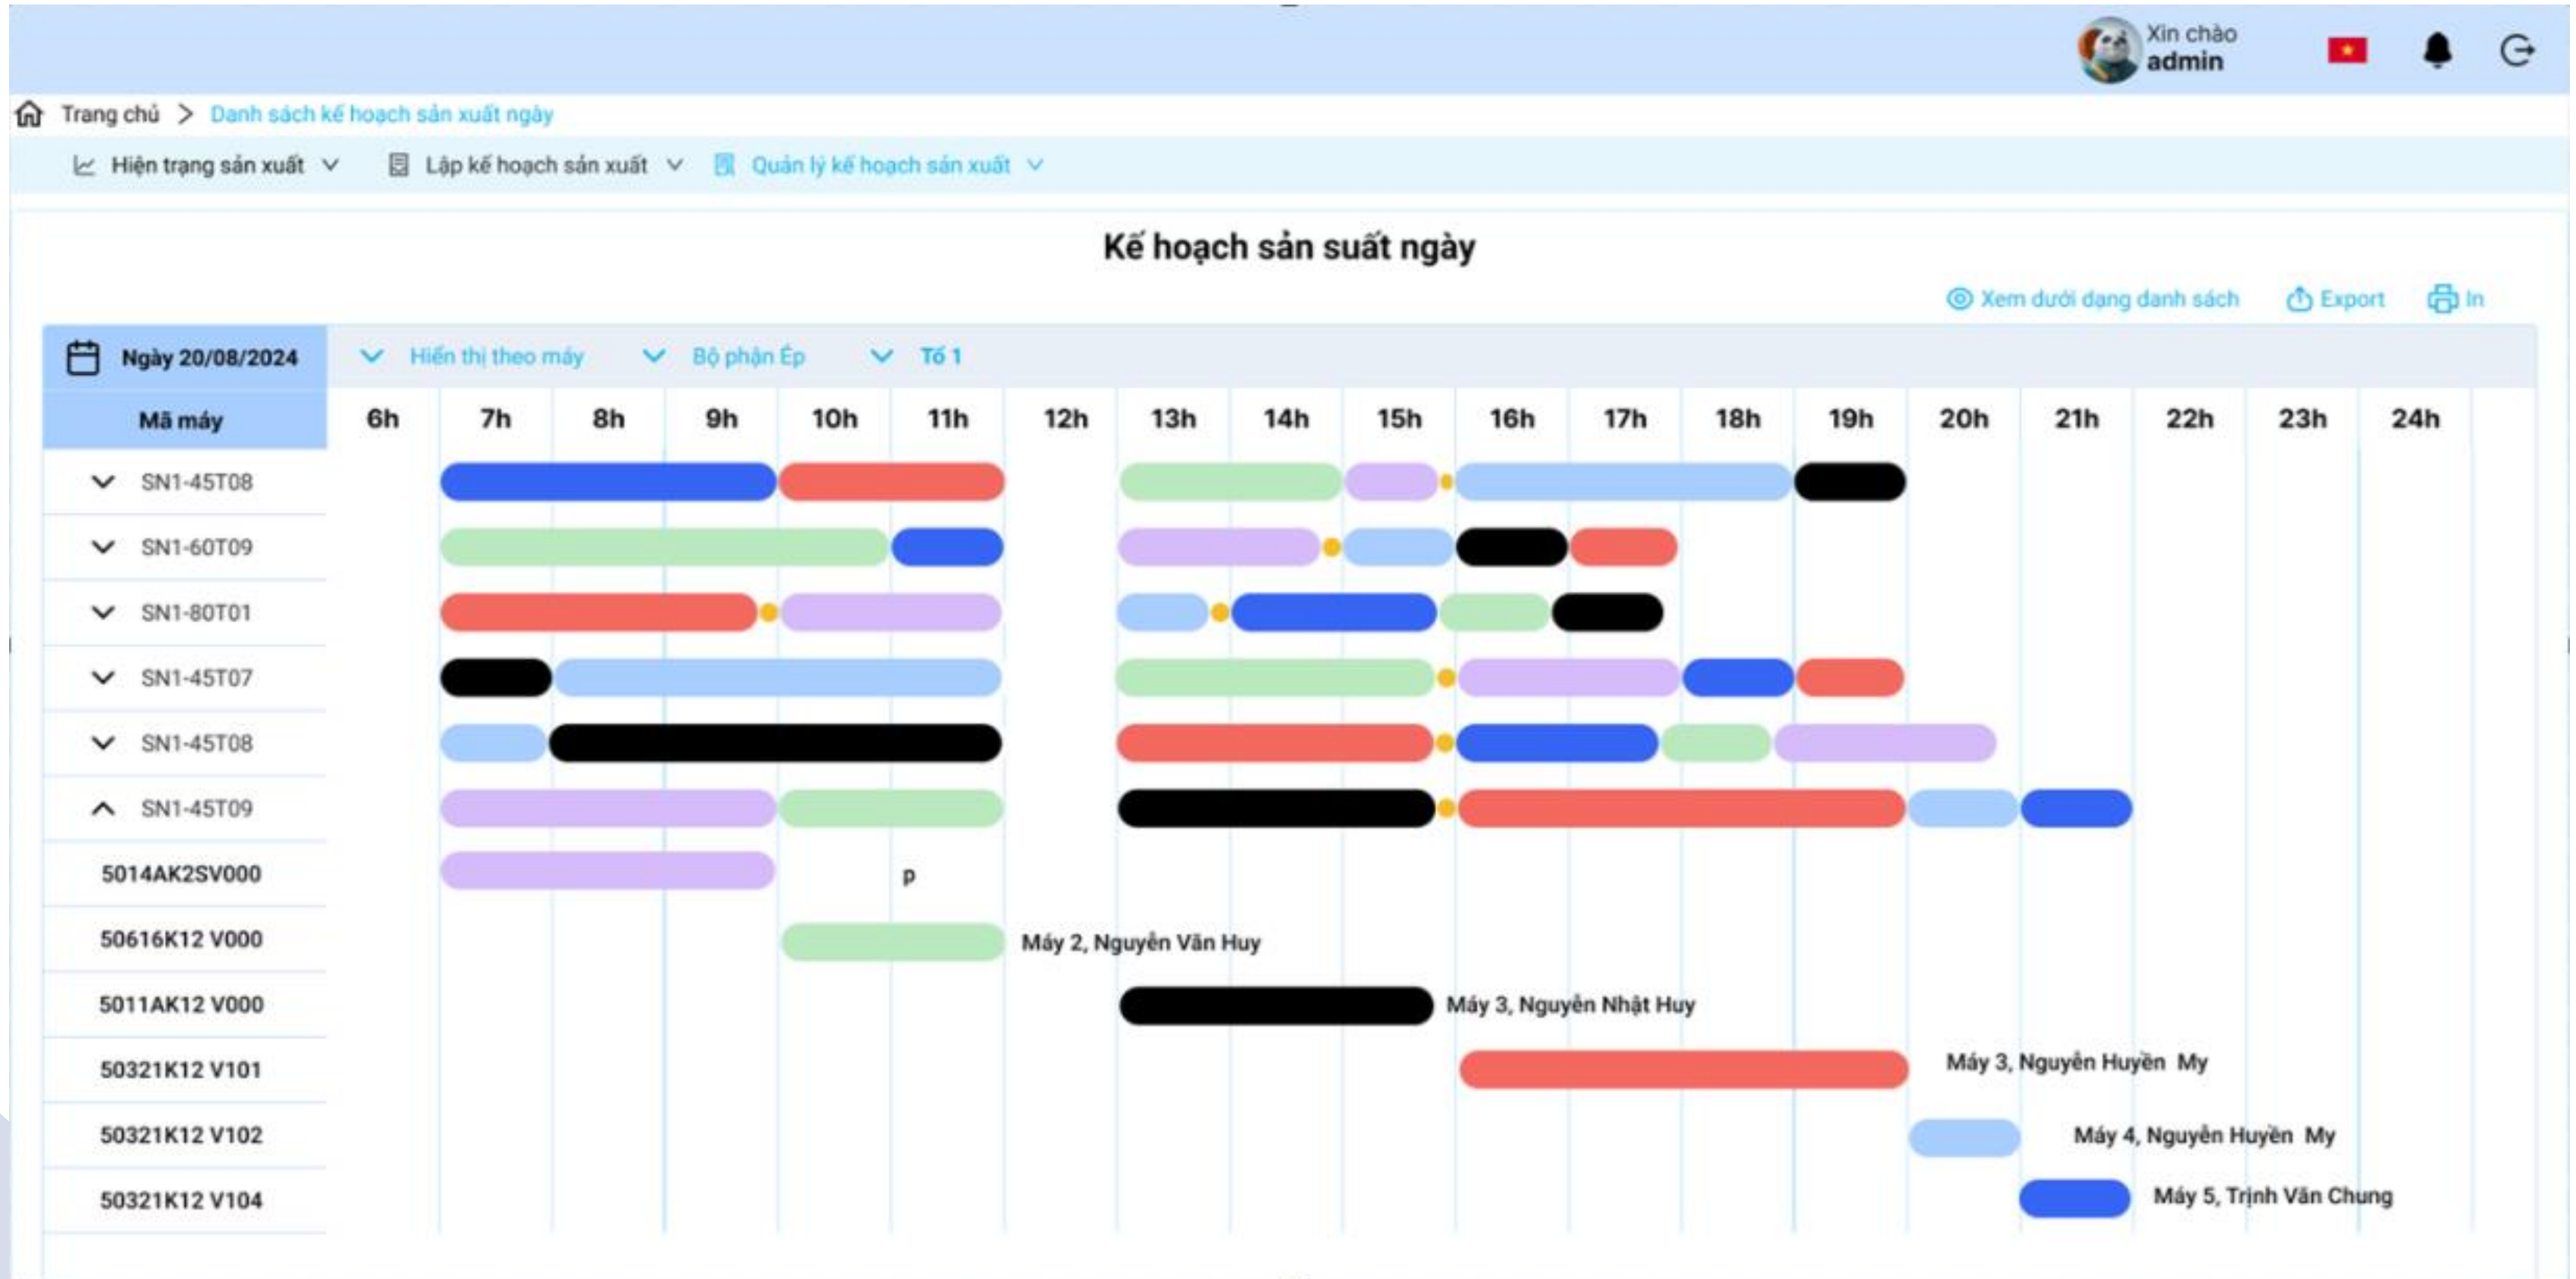 Xin chào
admin
Trang chủ > Danh sách kế hoạch sản xuất ngày
Hiện trạng sản xuất
Lập kế hoạch sản xuất
Quản lý kế hoạch sản xuất
Kế hoạch sản suất ngày
Xem dưới dạng danh sách
Export
In
Ngày 20/08/2024
Hiển thị theo máy
Bộ phận Ép
Tổ 1
Mã máy 6h 7h 8h 9h 10h 11h 12h 13h 14h 15h 16h 17h 18h 19h 20h 21h 22h 23h 24h
SN1-45T08
SN1-60T09
SN1-80T01
SN1-45T07
SN1-45T08
SN1-45T09
5014AK2SV000 p
50616K12 V000 Máy 2, Nguyễn Văn Huy
5011AK12 V000 Máy 3, Nguyễn Nhật Huy
50321K12 V101 Máy 3, Nguyễn Huyền My
50321K12 V102 Máy 4, Nguyễn Huyền My
50321K12 V104 Máy 5, Trịnh Văn Chung